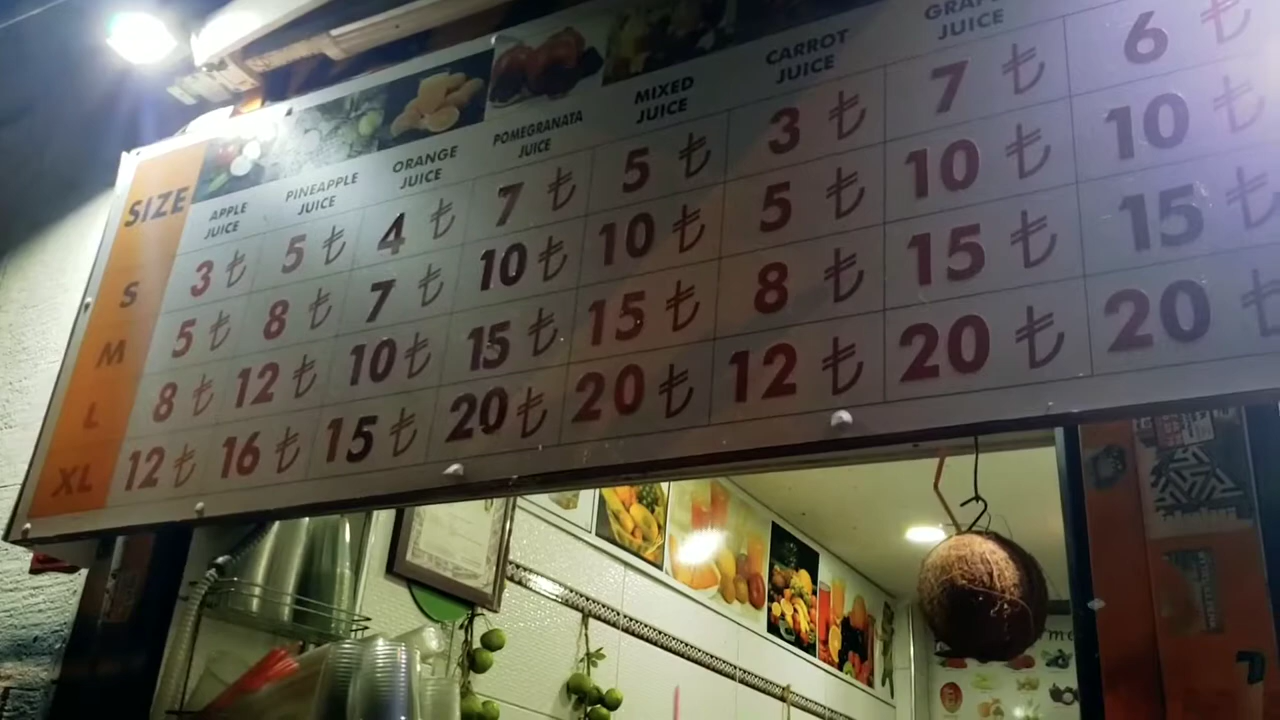 SIZE
APPLE
JUICE
PINEAPPLE
JUICE
ORANGE
JUICE
POMEGRANATA
JUICE
MIXED
JUICE
CARROT
JUICE
JUICE
S 3 ₺ 5 ₺ 4 ₺ 7 ₺ 5 ₺ 3 ₺ 7 ₺ 6 ₺
M 5 ₺ 8 ₺ 7 ₺ 10 ₺ 10 ₺ 5 ₺ 10 ₺ 10 ₺
L 8 ₺ 12 ₺ 10 ₺ 15 ₺ 15 ₺ 8 ₺ 15 ₺ 15 ₺
XL 12 ₺ 16 ₺ 15 ₺ 20 ₺ 20 ₺ 12 ₺ 20 ₺ 20 ₺